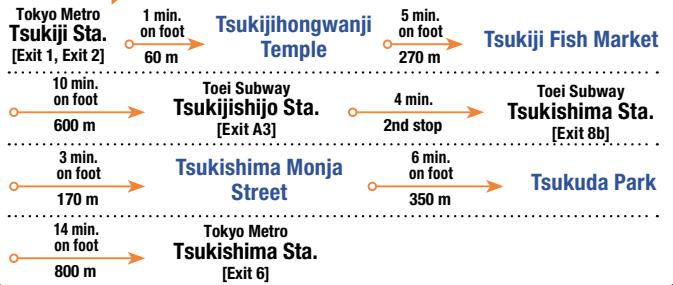 Tokyo Metro
Tsukiji Sta.
[Exit 1, Exit 2]
1 min.
on foot
60 m
Tsukijihongwanji
Temple
5 min.
on foot
270 m
Tsukiji Fish Market
10 min.
on foot
600 m
Toei Subway
Tsukijishijo Sta.
[Exit A3]
4 min.
2nd stop
Toei Subway
Tsukishima Sta.
[Exit 8b]
3 min.
on foot
170 m
Tsukishima Monja
Street
6 min.
on foot
350 m
Tsukuda Park
14 min.
on foot
800 m
Tokyo Metro
Tsukishima Sta.
[Exit 6]